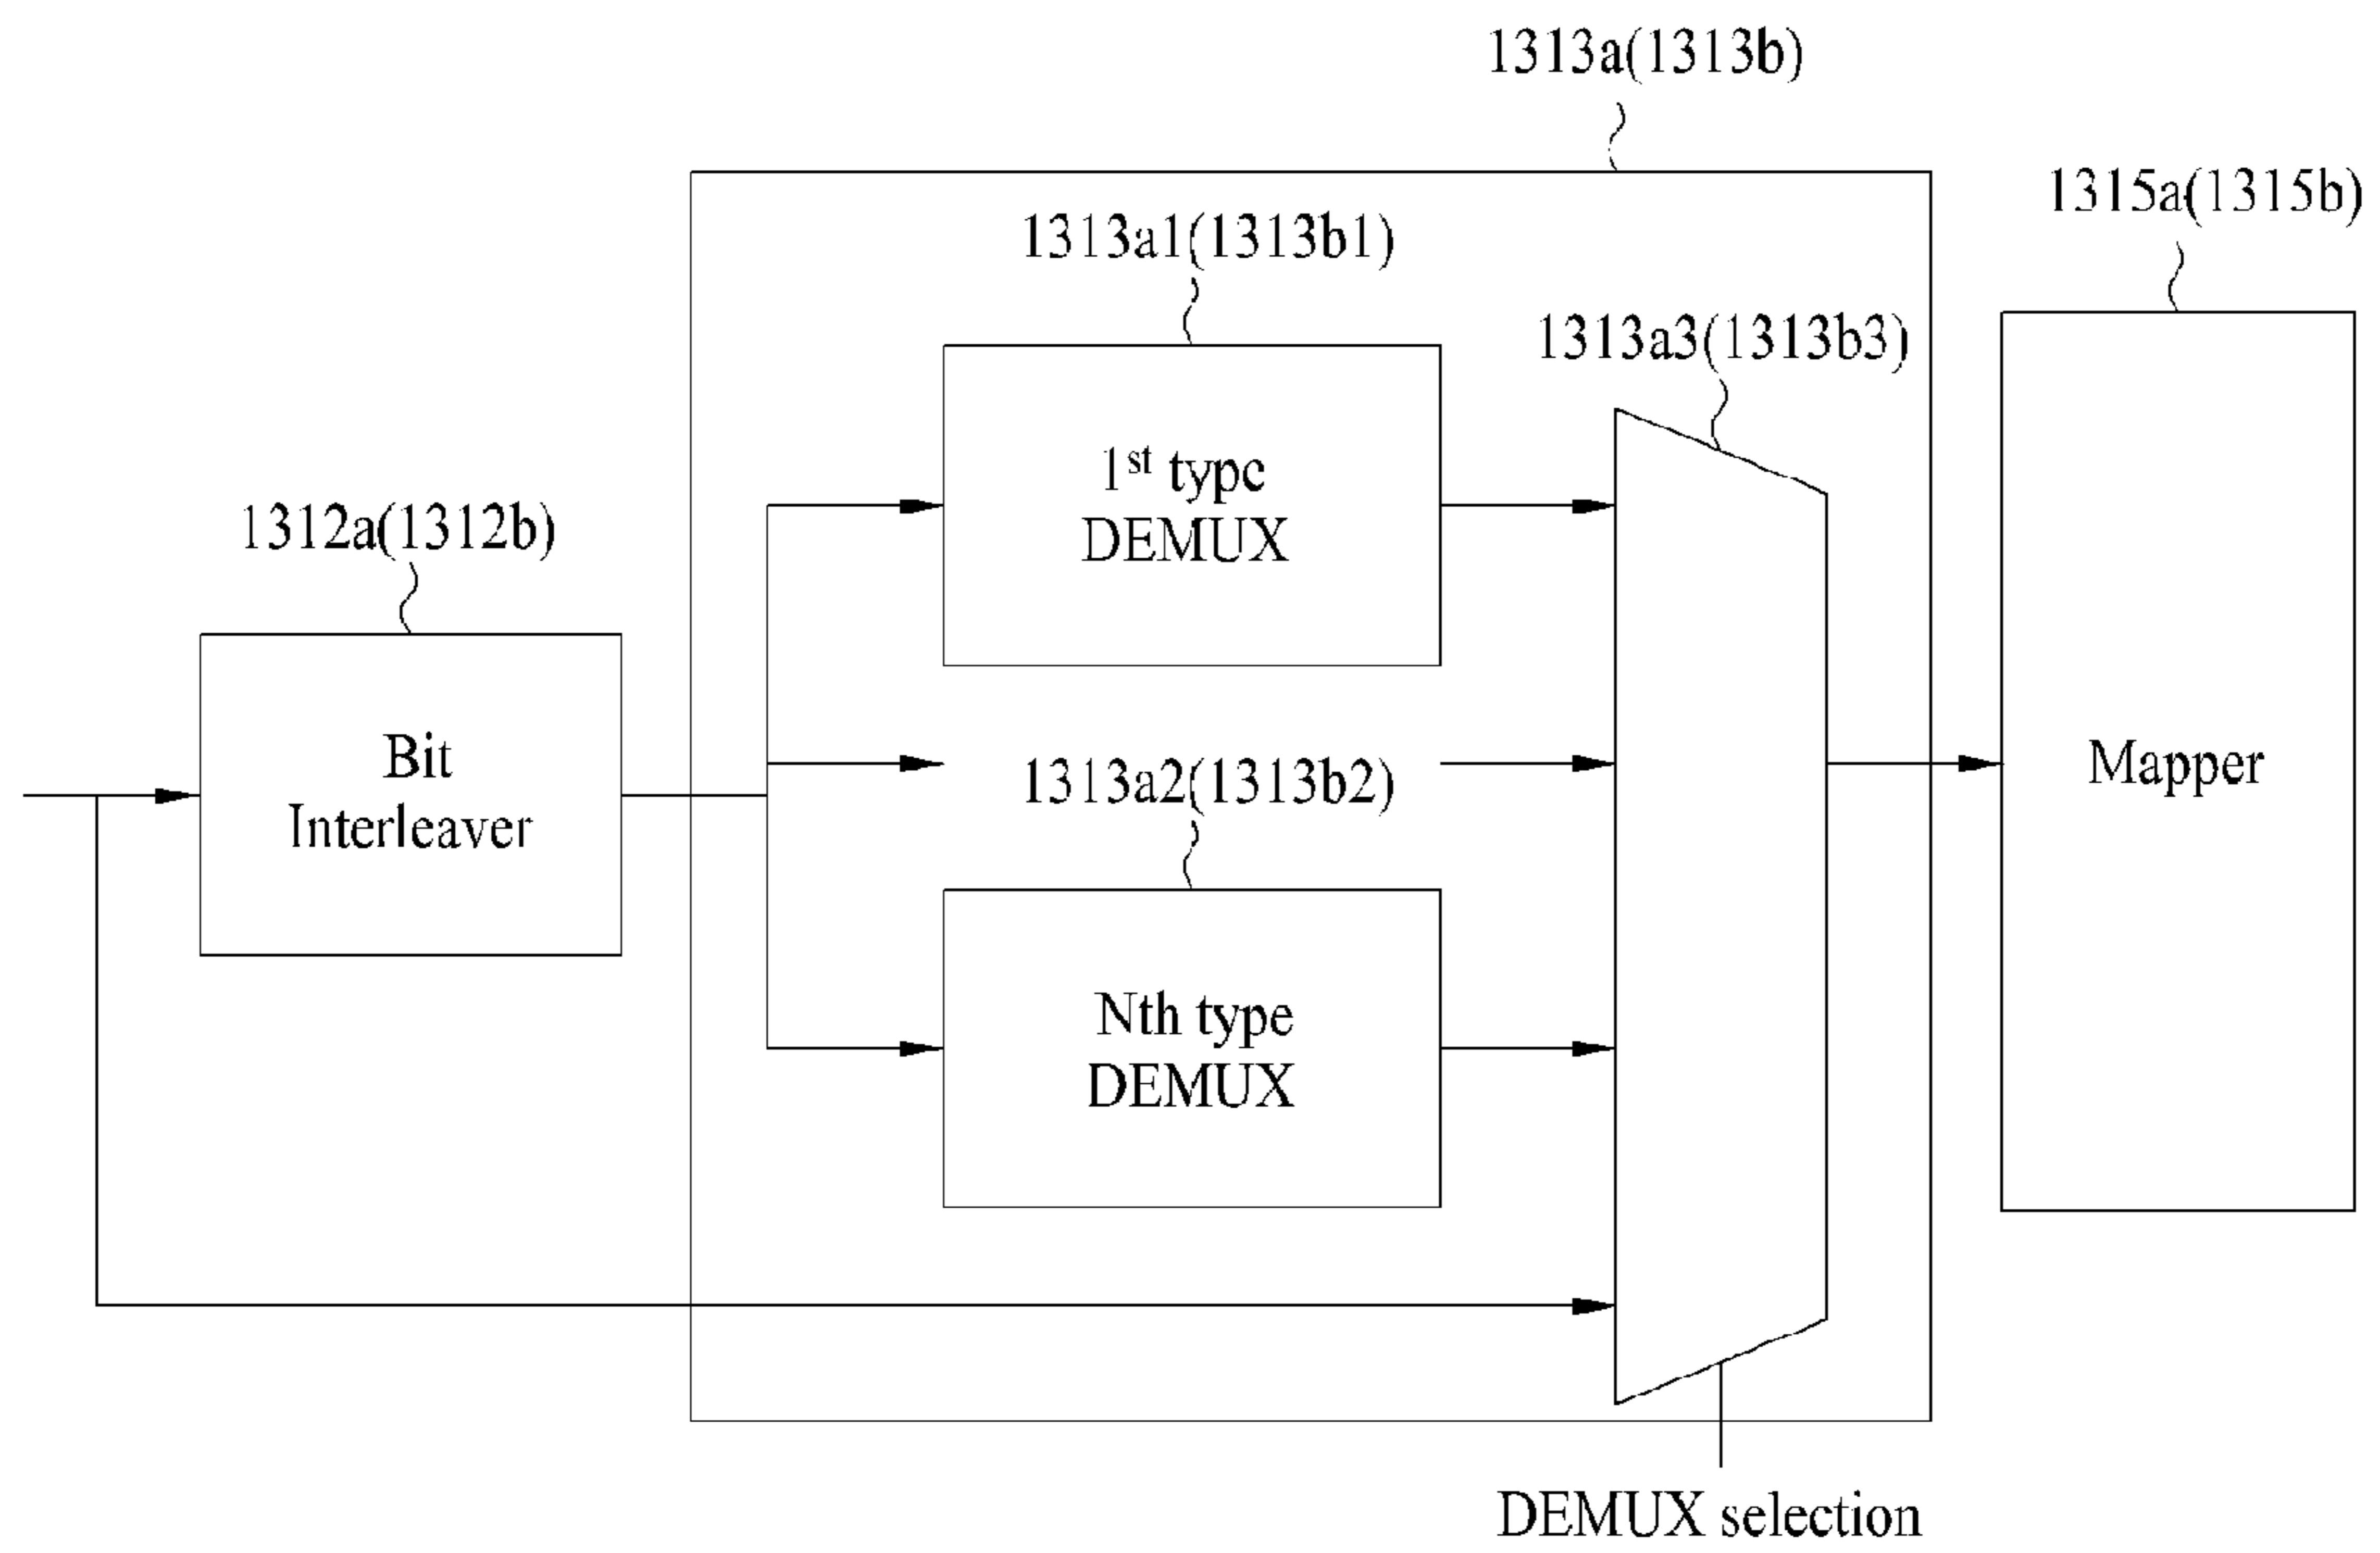 1313a(1313b)
1315a(1315b)
1313a1(1313b1)
1313a3(1313b3)
1st type
DEMUX
1312a(1312b)
Bit
Interleaver
1313a2(1313b2)
Mapper
Nth type
DEMUX
DEMUX selection